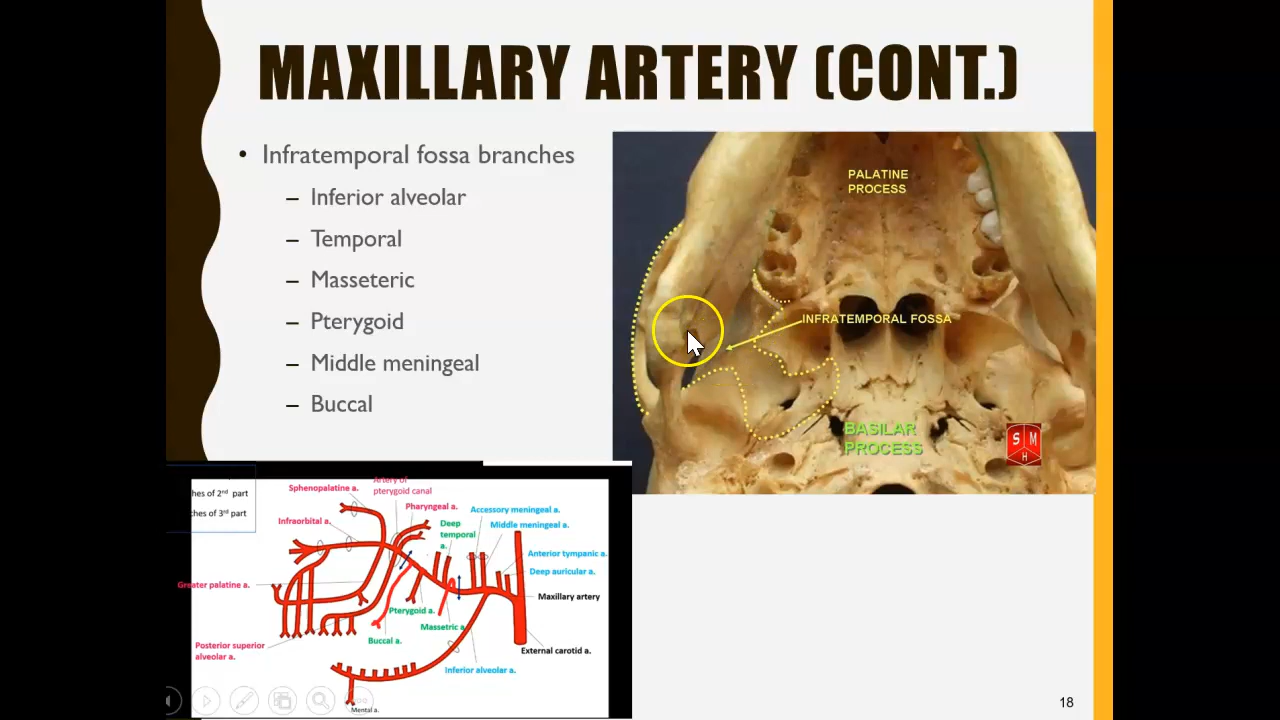 MAXILLARY ARTERY (CONT.)
• Infratemporal fossa branches
– Inferior alveolar
– Temporal
– Masseteric
– Pterygoid
– Middle meningeal
– Buccal
PALATINE
PROCESS
INFRATEMPORAL FOSSA
BASILAR
PROCESS
S M
H
hes of 2nd part
ches of 3rd part
Sphenopalatine a.
Artery of
pterygoid canal
Infraorbital a.
Pharyngeal a.
Deep
temporal
a.
Accessory meningeal a.
Middle meningeal a.
Anterior tympanic a.
Deep auricular a.
Greater palatine a.
Maxillary artery
Pterygoid a.
Massetric a
Buccal a.
Posterior superior
alveolar a.
External carotid a.
Inferior alveolar a.
Mental a.
18